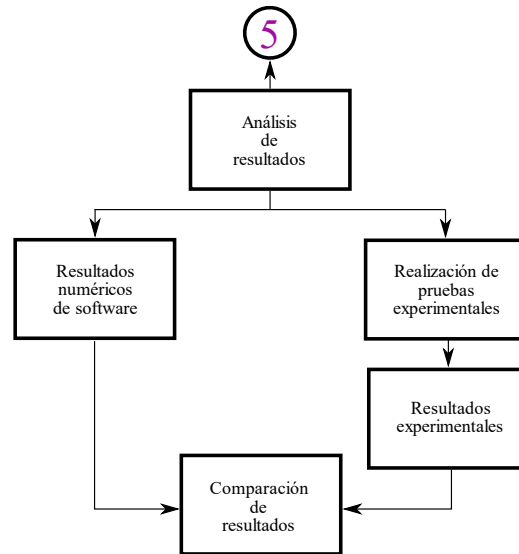 5
Análisis
de
resultados
Resultados
numéricos
de software
Realización de
pruebas
experimentales
Resultados
experimentales
Comparación
de
resultados